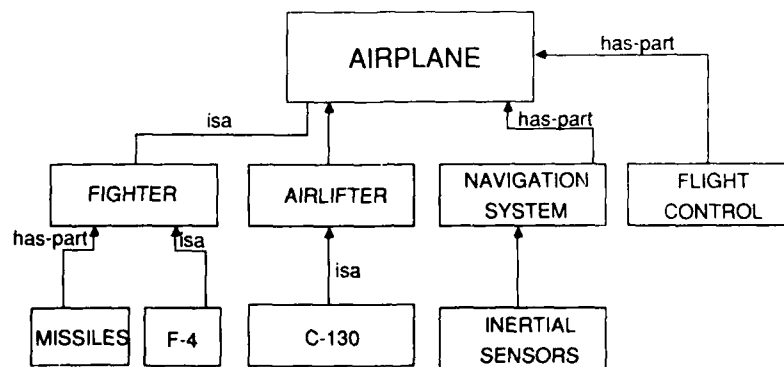 AIRPLANE
has-part
isa
has-part
FIGHTER
AIRLIFTER
NAVIGATION
SYSTEM
FLIGHT
CONTROL
has-part
isa
isa
MISSILES
F-4
C-130
INERTIAL
SENSORS